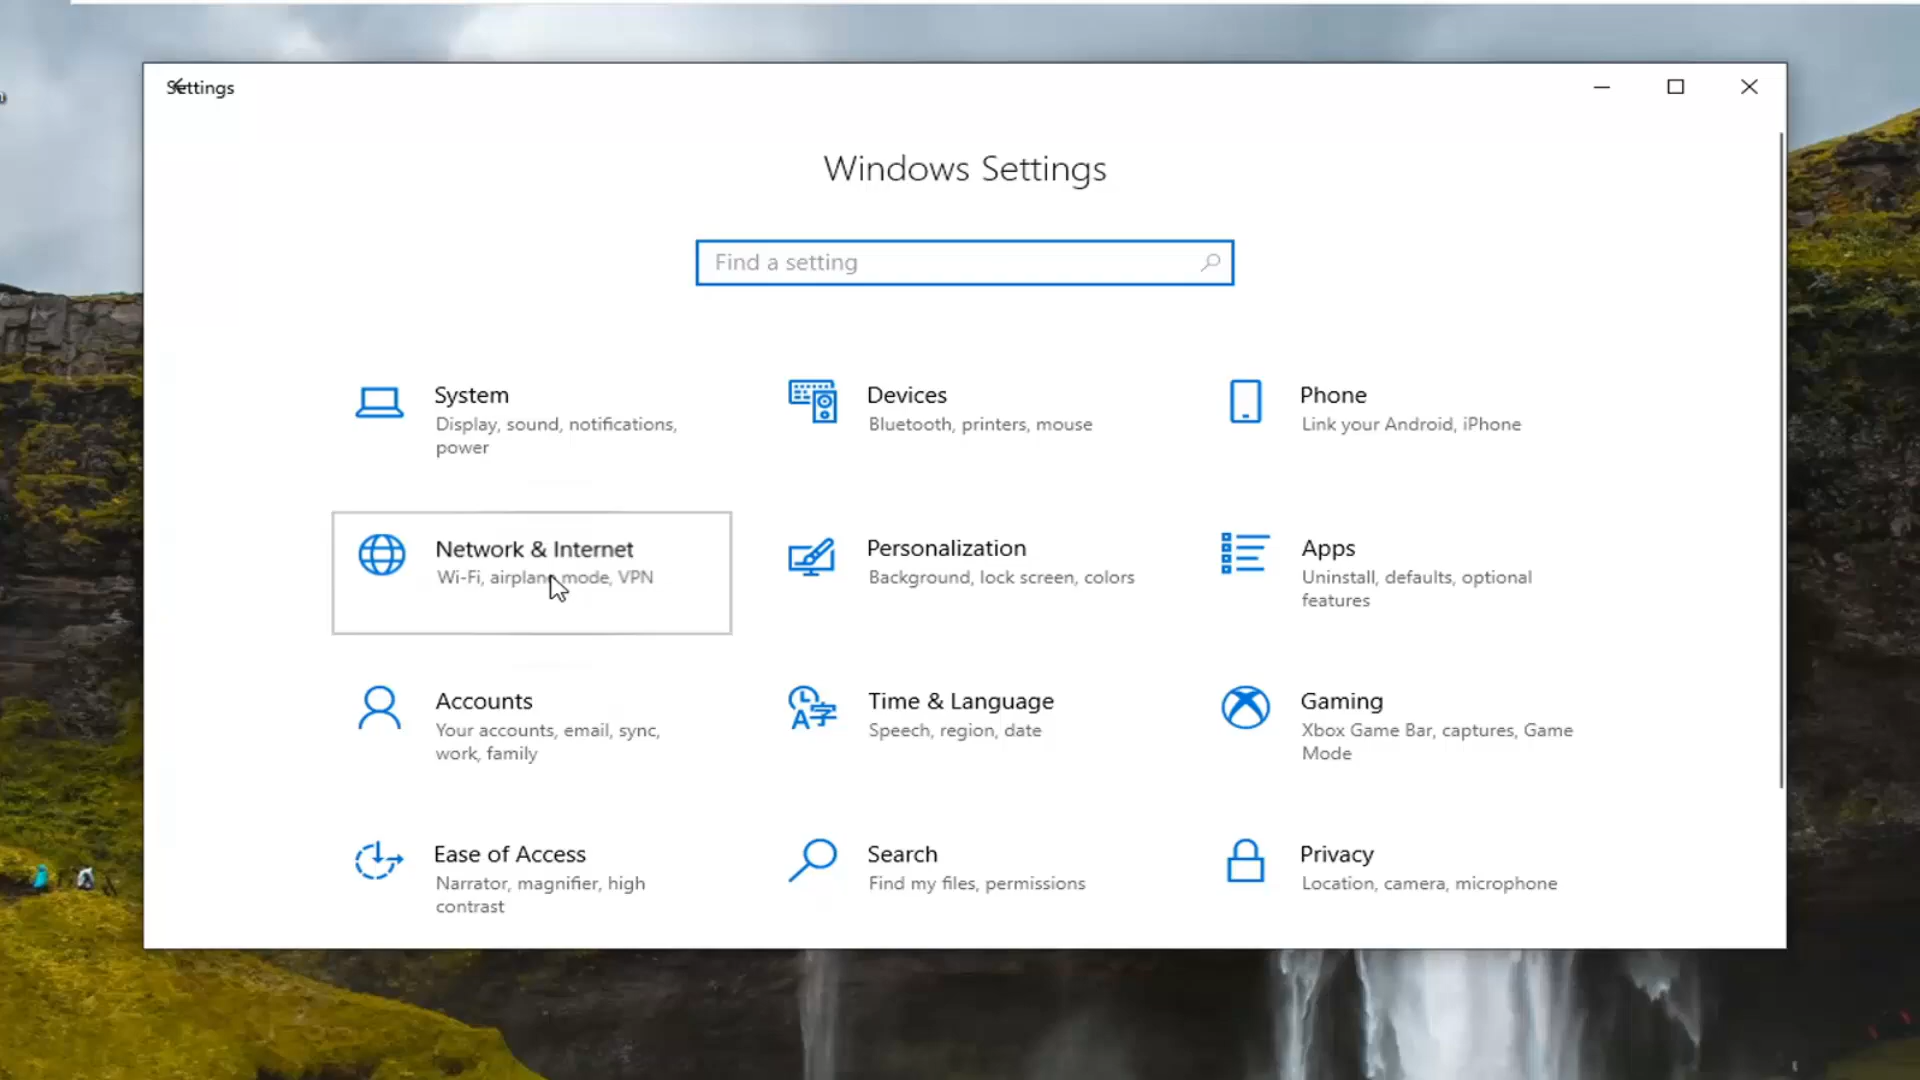 Settings
Windows Settings
Find a setting
System
Display, sound, notifications,
power
Devices
Bluetooth, printers, mouse
Phone
Link your Android, iPhone
Network & Internet
Wi-Fi, airplane mode, VPN
Personalization
Background, lock screen, colors
Apps
Uninstall, defaults, optional
features
Accounts
Your accounts, email, sync,
work, family
Time & Language
Speech, region, date
Gaming
Xbox Game Bar, captures, Game
Mode
Ease of Access
Narrator, magnifier, high
contrast
Search
Find my files, permissions
Privacy
Location, camera, microphone